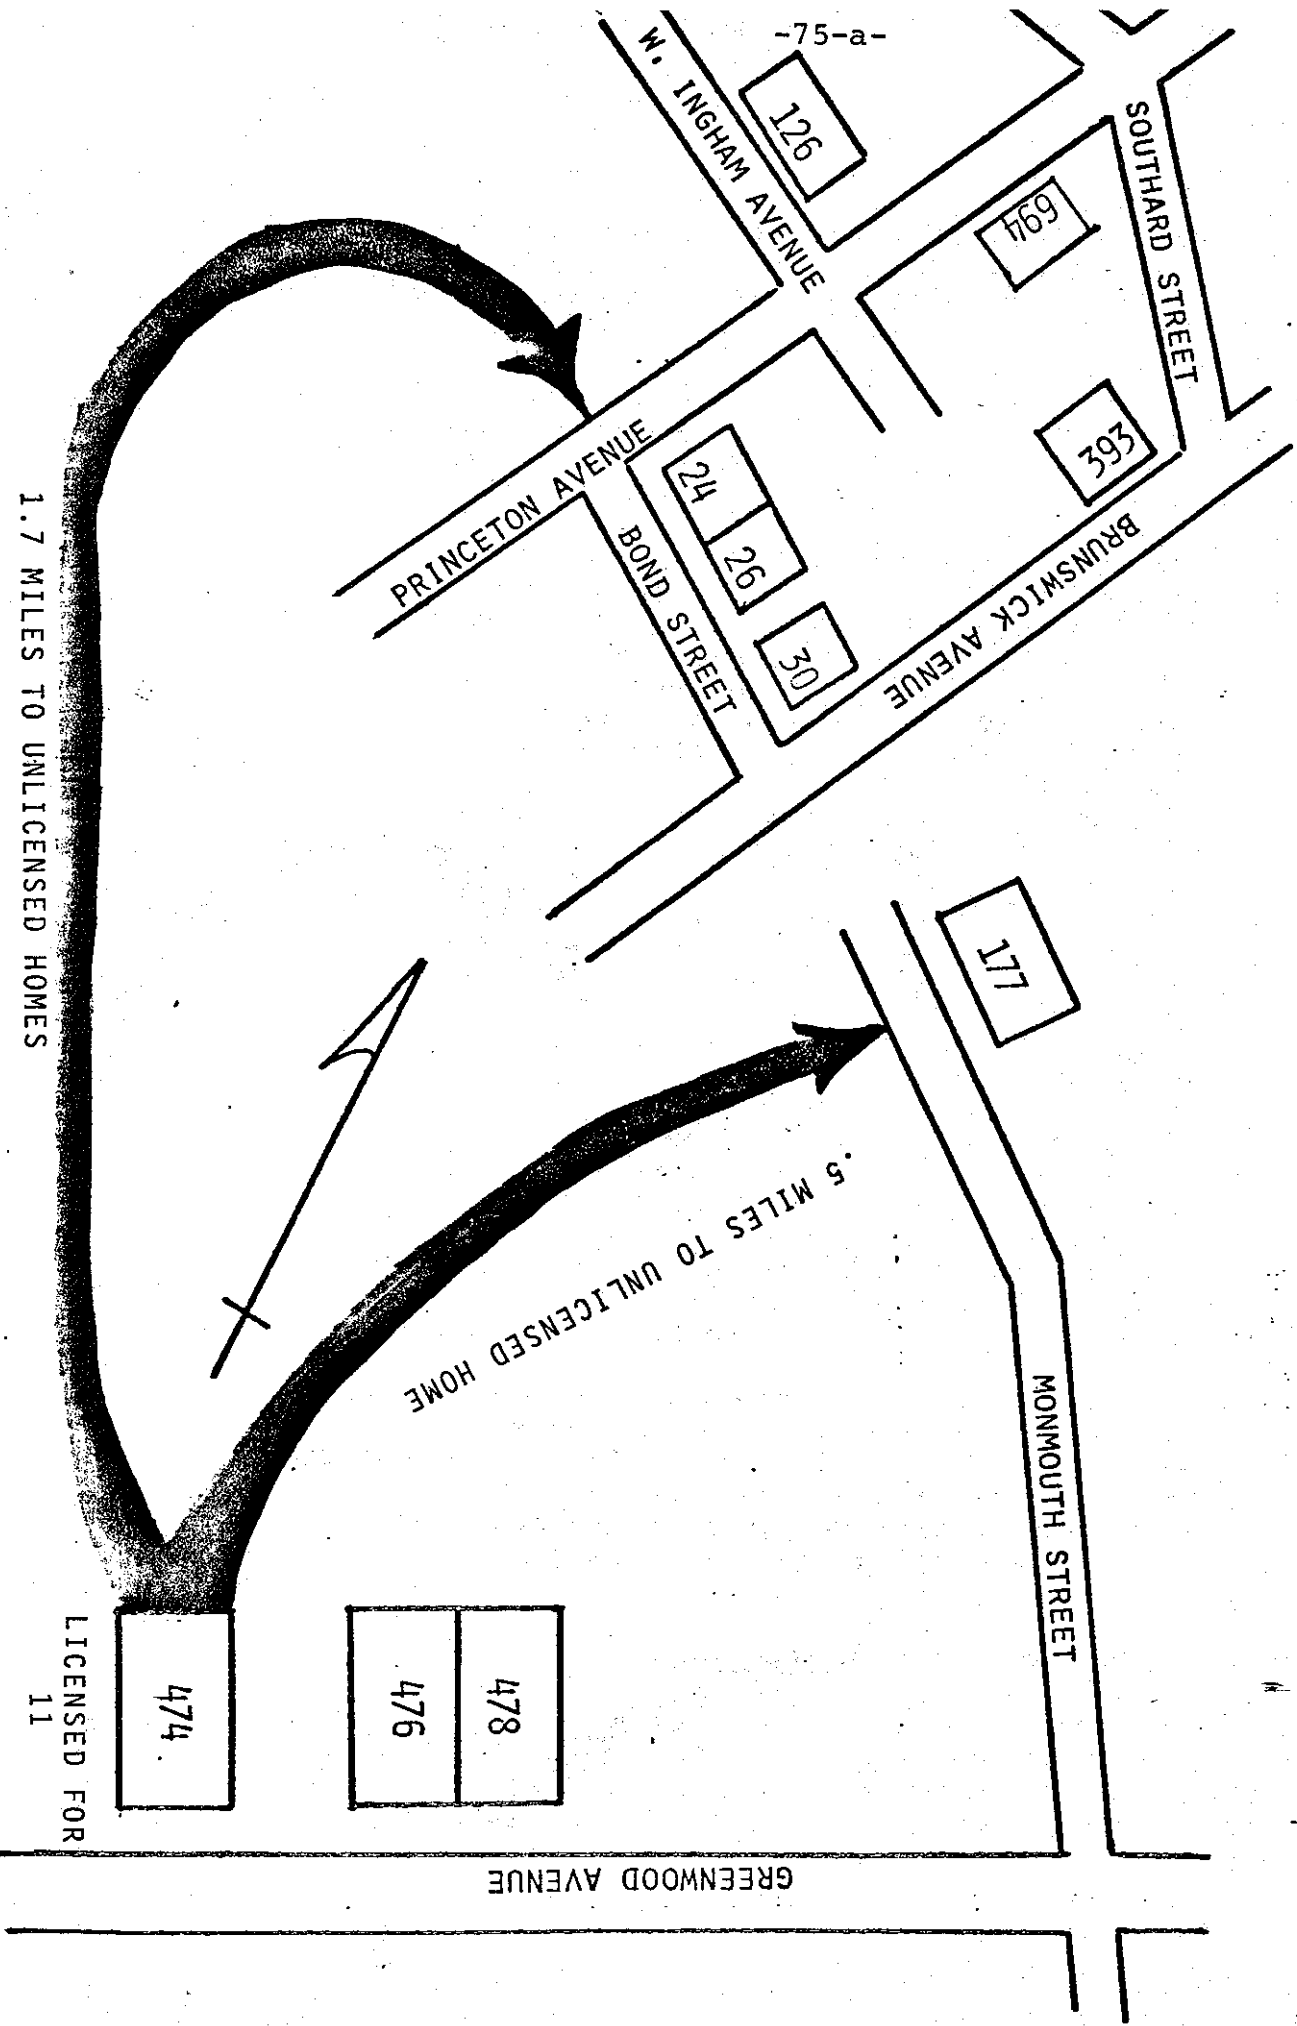 -75-a-
W. INGHAM AVENUE
126
SOUTHARD STREET
694
393
PRINCETON AVENUE
24
26
30
BOND STREET
BRUNSWICK AVENUE
177
1.7 MILES TO UNLICENSED HOMES
.5 MILES TO UNLICENSED HOME
MONMOUTH STREET
474
476
478
LICENSED FOR
11
GREENWOOD AVENUE